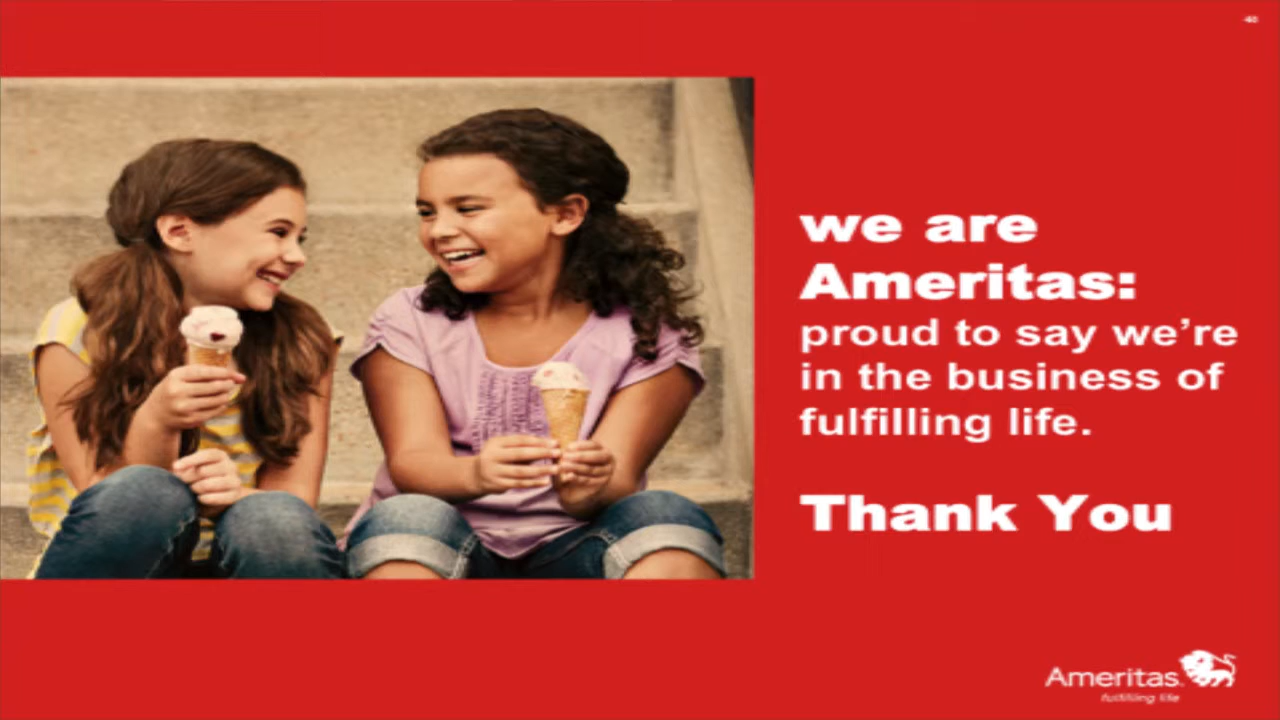 we are
Ameritas:
proud to say we’re
in the business of
fulfilling life.
Thank You
Ameritas
fulfilling life